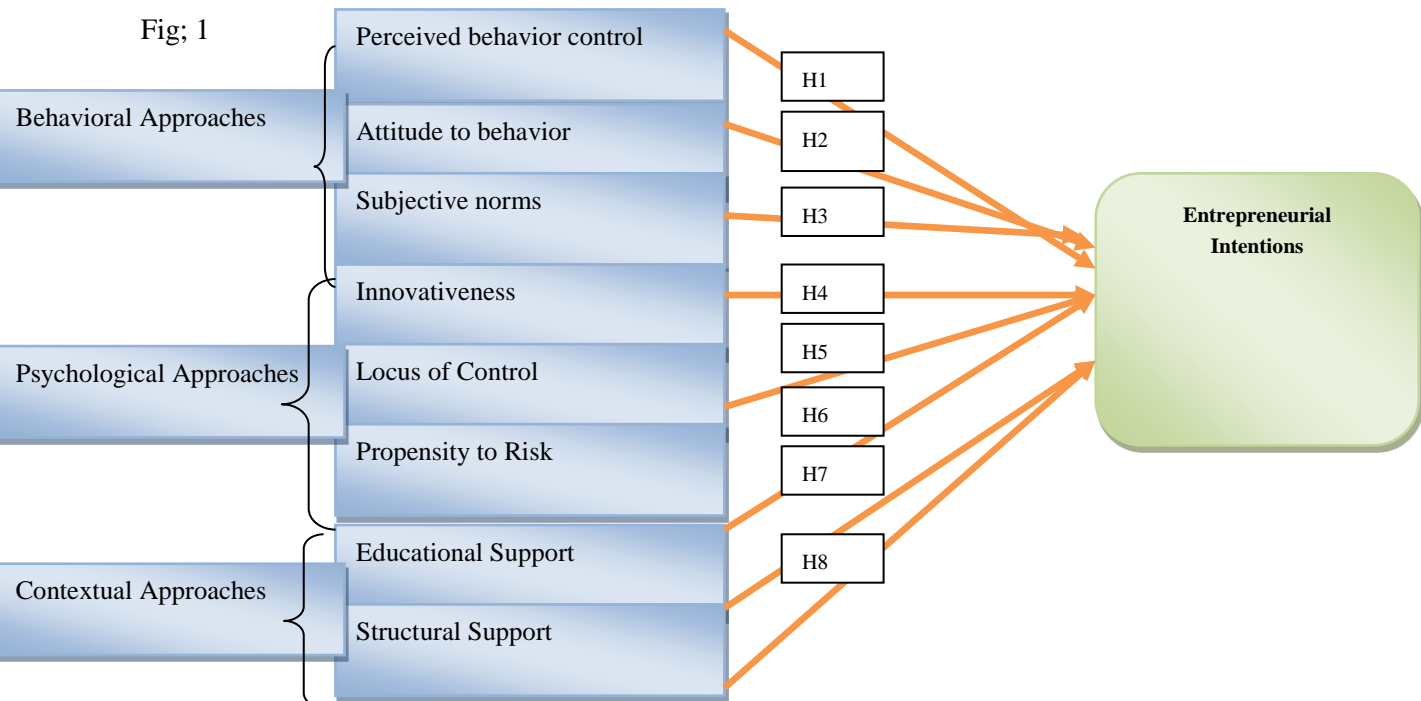 Fig; 1
Behavioral Approaches
Psychological Approaches
Contextual Approaches
Perceived behavior control
Attitude to behavior
Subjective norms
Innovativeness
Locus of Control
Propensity to Risk
Educational Support
Structural Support
H1
H2
H3
H4
H5
H6
H7
H8
Entrepreneurial
Intentions